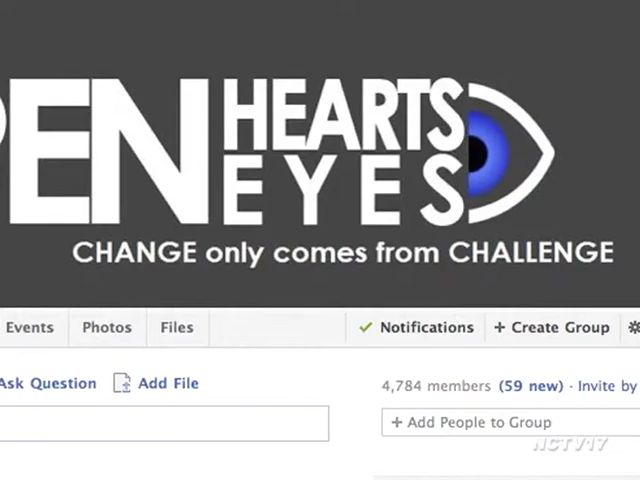 PEN HEARTS
EYES
CHANGE only comes from CHALLENGE
Events Photos Files Notifications + Create Group
Ask Question Add File
4,784 members (59 new) · Invite by
+ Add People to Group
NCTV17